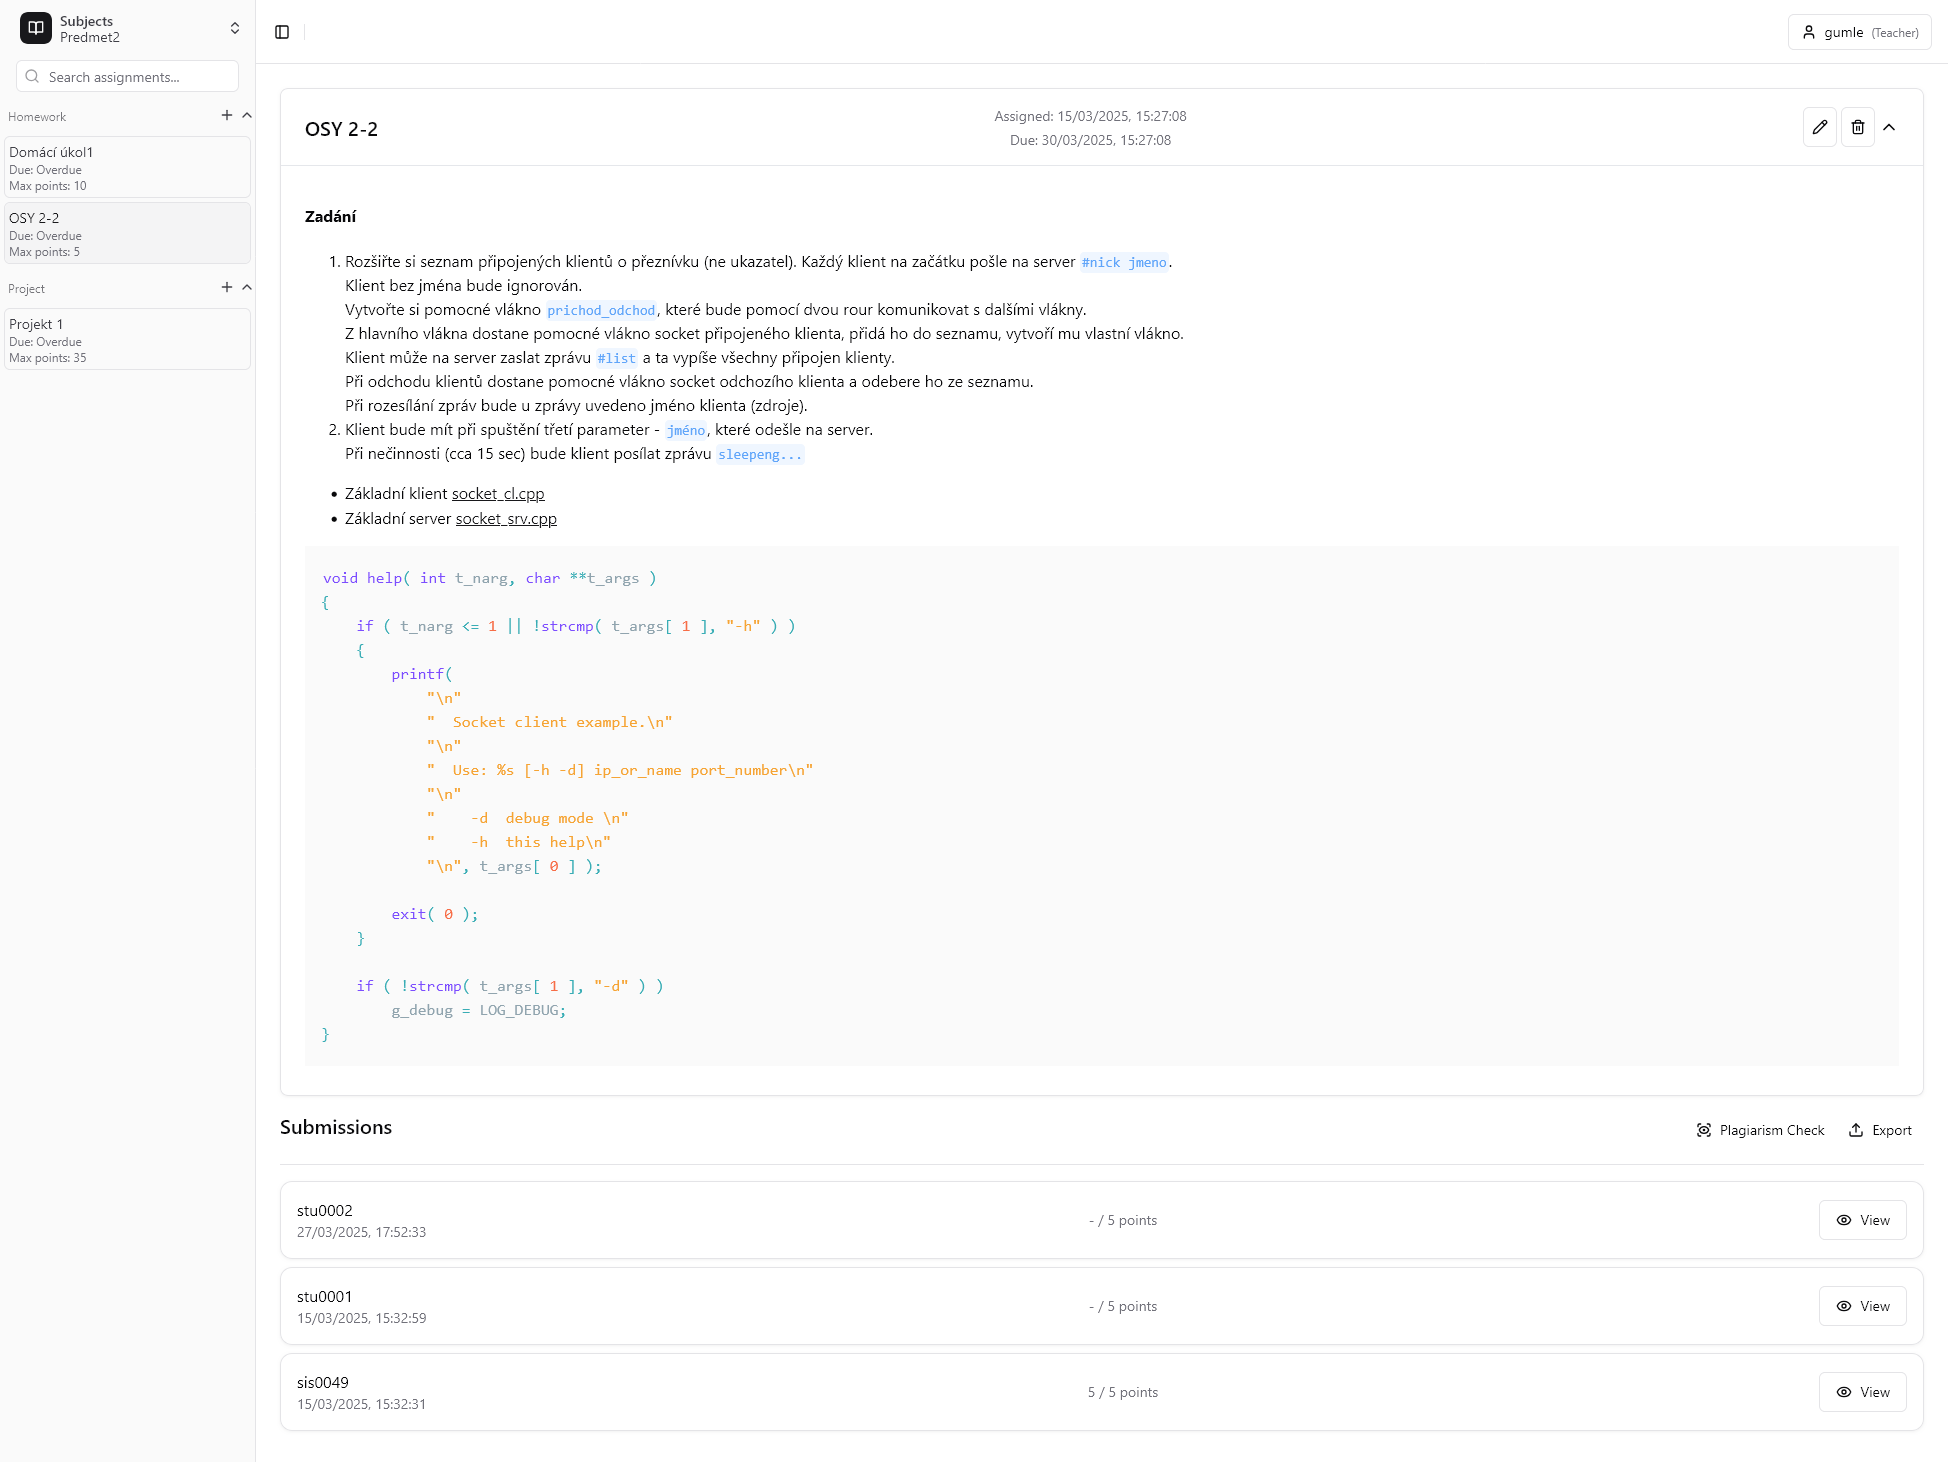 Subjects
Predmet2
Search assignments...
Homework
Domácí úkol1
Due: Overdue
Max points: 10
OSY 2-2
Due: Overdue
Max points: 5
Project
Projekt 1
Due: Overdue
Max points: 35
gumle (Teacher)
OSY 2-2
Assigned: 15/03/2025, 15:27:08
Due: 30/03/2025, 15:27:08
Zadání
1. Rozšiřte si seznam připojených klientů o přeznívku (ne ukazatel). Každý klient na začátku pošle na server #nick jmeno.
Klient bez jména bude ignorován.
Vytvořte si pomocné vlákno prichod_odchod, které bude pomocí dvou rour komunikovat s dalšími vlákny.
Z hlavního vlákna dostane pomocné vlákno socket připojeného klienta, přidá ho do seznamu, vytvoří mu vlastní vlákno.
Klient může na server zaslat zprávu #list a ta vypíše všechny připojen klienty.
Při odchodu klientů dostane pomocné vlákno socket odchozího klienta a odebere ho ze seznamu.
Při rozesílání zpráv bude u zprávy uvedeno jméno klienta (zdroje).
2. Klient bude mít při spuštění třetí parameter - jméno, které odešle na server.
Při nečinnosti (cca 15 sec) bude klient posílat zprávu sleepeng...
• Základní klient socket_cl.cpp
• Základní server socket_srv.cpp
void help( int t_narg, char **t_args )
{
    if ( t_narg <= 1 || !strcmp( t_args[ 1 ], "-h" ) )
    {
        printf(
            "\n"
            "  Socket client example.\n"
            "\n"
            "  Use: %s [-h -d] ip_or_name port_number\n"
            "\n"
            "    -d  debug mode \n"
            "    -h  this help\n"
            "\n", t_args[ 0 ] );
        exit( 0 );
    }
    if ( !strcmp( t_args[ 1 ], "-d" ) )
        g_debug = LOG_DEBUG;
}
Submissions
Plagiarism Check
Export
stu0002
27/03/2025, 17:52:33
- / 5 points
View
stu0001
15/03/2025, 15:32:59
- / 5 points
View
sis0049
15/03/2025, 15:32:31
5 / 5 points
View